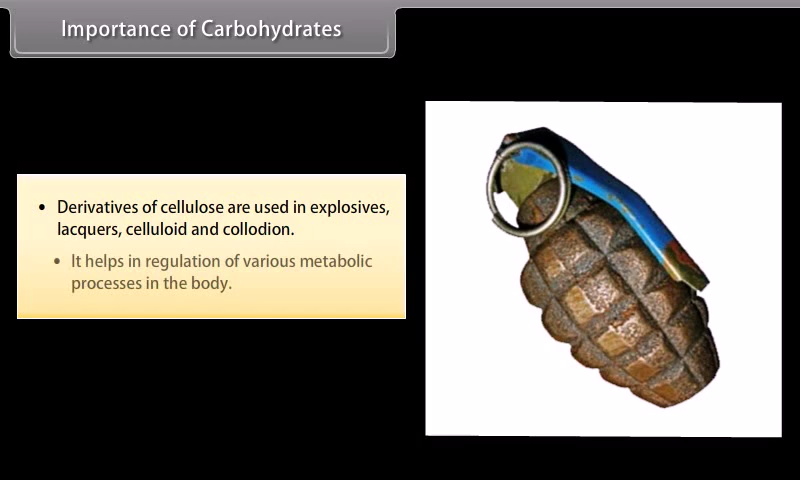 Importance of Carbohydrates
• Derivatives of cellulose are used in explosives,
lacquers, celluloid and collodion.
• It helps in regulation of various metabolic
processes in the body.